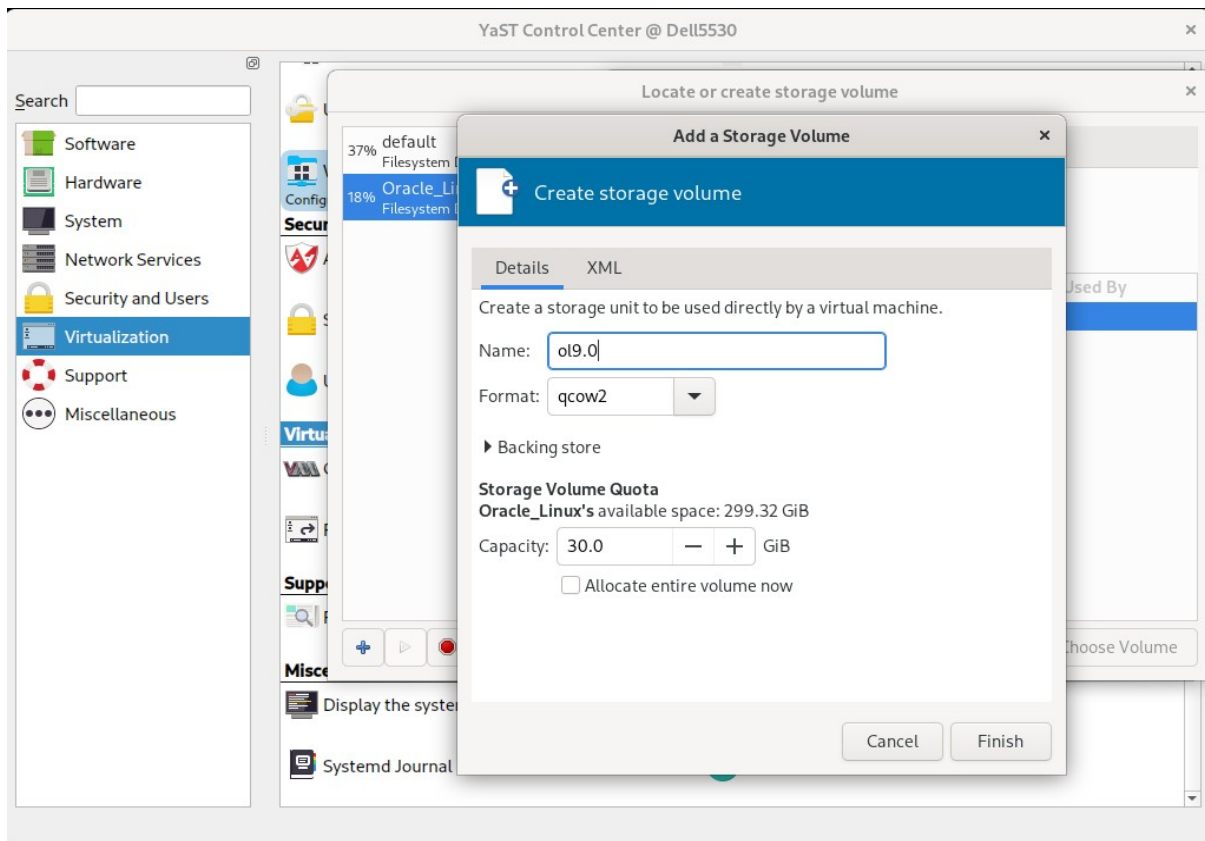 YaST Control Center @ Dell5530
Search
Software
Hardware
System
Network Services
Security and Users
Virtualization
Support
Miscellaneous
Config
Secur
Virtua
Supp
Misce
Display the syste
Systemd Journal
Locate or create storage volume
37% default
Filesystem
18% Oracle_Li
Filesystem
Used By
Choose Volume
Add a Storage Volume
Create storage volume
Details XML
Create a storage unit to be used directly by a virtual machine.
Name: ol9.0
Format: qcow2
Backing store
Storage Volume Quota
Oracle_Linux's available space: 299.32 GiB
Capacity: 30.0 GiB
Allocate entire volume now
Cancel Finish